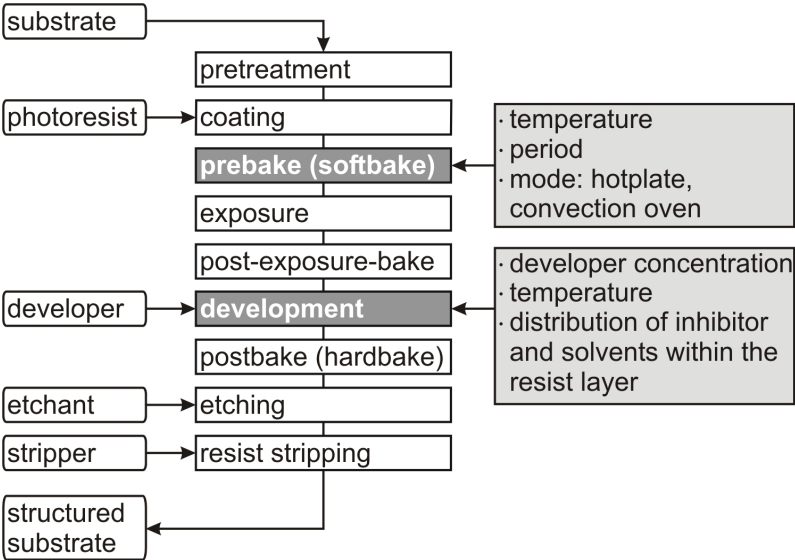 substrate
pretreatment
photoresist
coating
prebake (softbake)
· temperature
· period
· mode: hotplate,
convection oven
exposure
post-exposure-bake
developer
development
· developer concentration
· temperature
· distribution of inhibitor
and solvents within the
resist layer
postbake (hardbake)
etchant
etching
stripper
resist stripping
structured
substrate